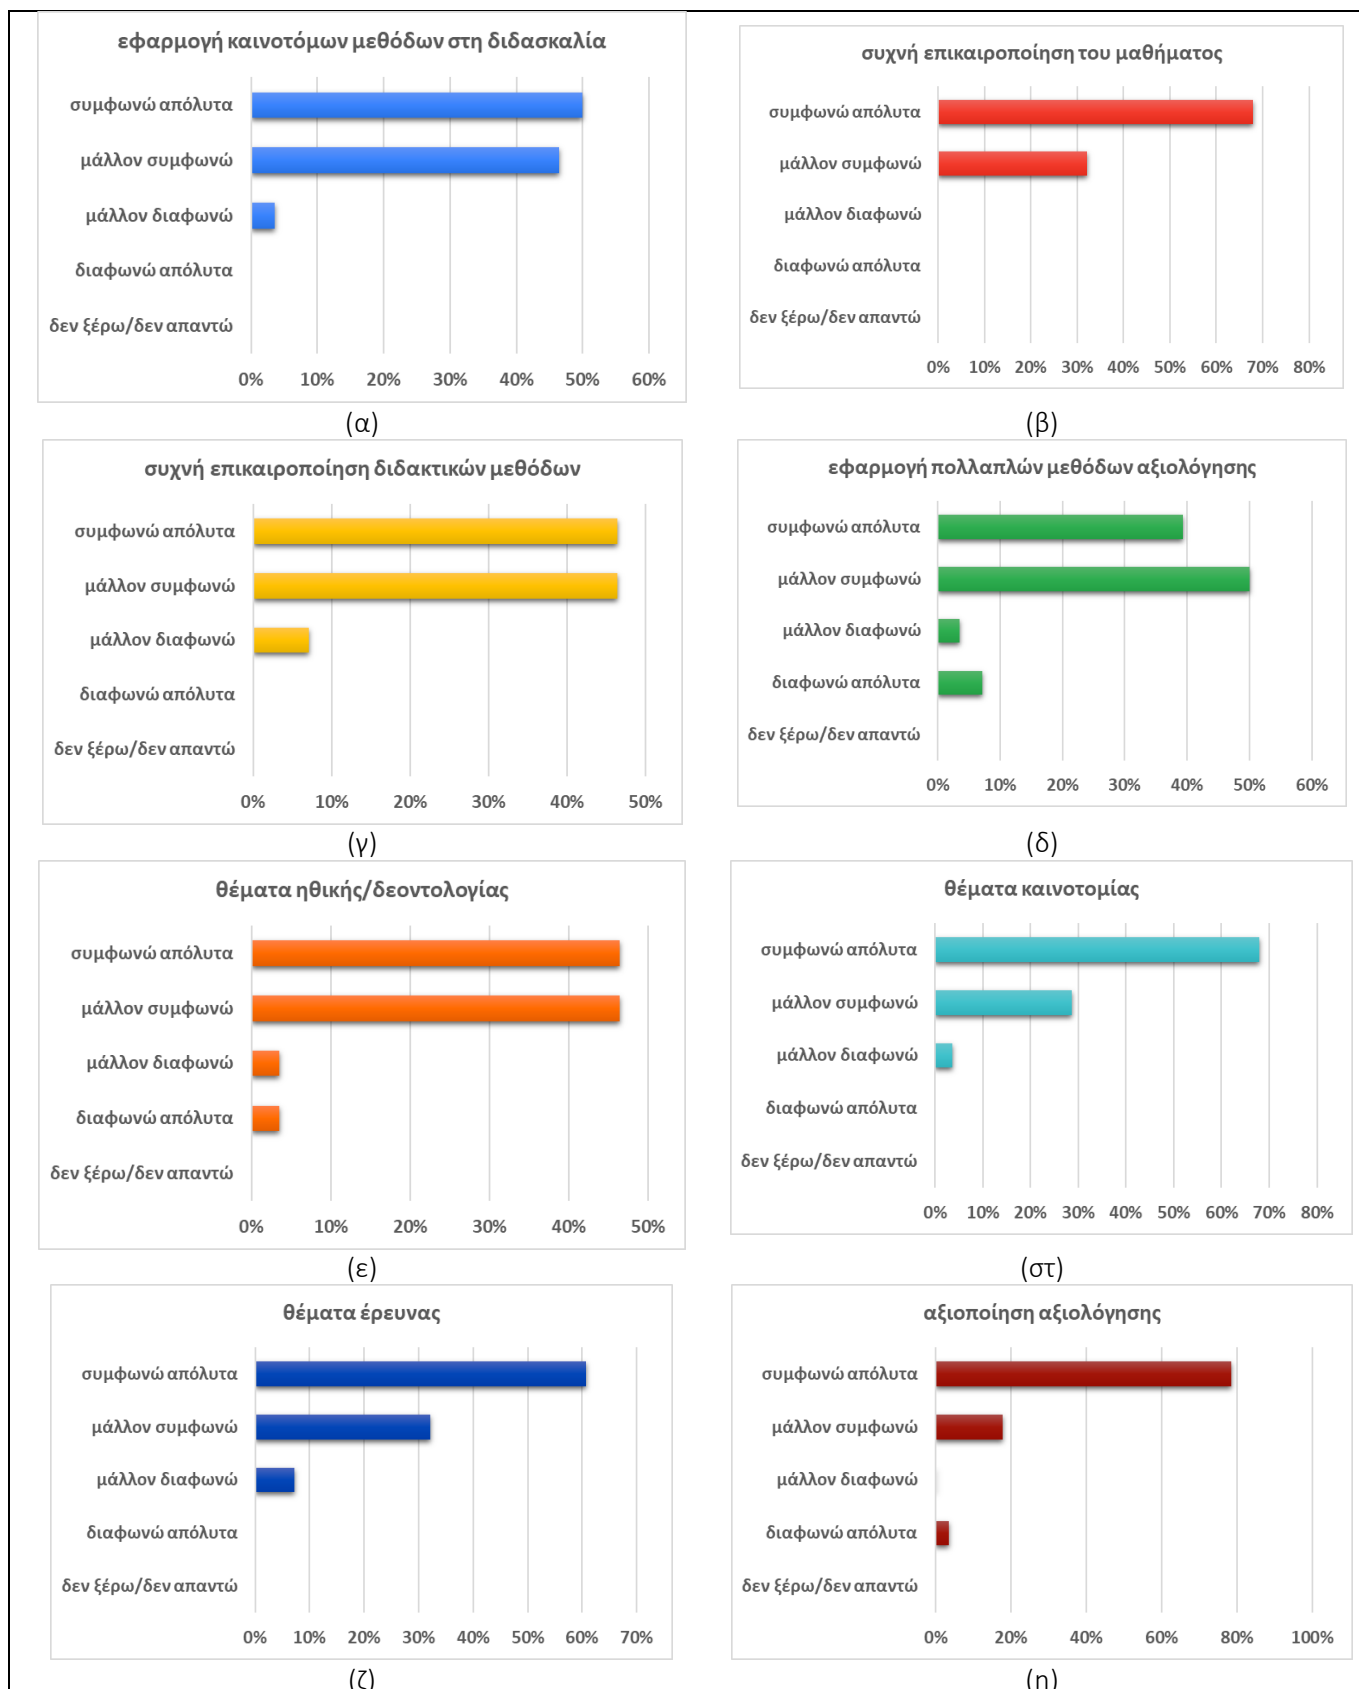 εφαρμογή καινοτόμων μεθόδων στη διδασκαλία
συμφωνώ απόλυτα
μάλλον συμφωνώ
μάλλον διαφωνώ
διαφωνώ απόλυτα
δεν ξέρω/δεν απαντώ
0% 10% 20% 30% 40% 50% 60%
(α)
συχνή επικαιροποίηση του μαθήματος
συμφωνώ απόλυτα
μάλλον συμφωνώ
μάλλον διαφωνώ
διαφωνώ απόλυτα
δεν ξέρω/δεν απαντώ
0% 10% 20% 30% 40% 50% 60% 70% 80%
(β)
συχνή επικαιροποίηση διδακτικών μεθόδων
συμφωνώ απόλυτα
μάλλον συμφωνώ
μάλλον διαφωνώ
διαφωνώ απόλυτα
δεν ξέρω/δεν απαντώ
0% 10% 20% 30% 40% 50%
(γ)
εφαρμογή πολλαπλών μεθόδων αξιολόγησης
συμφωνώ απόλυτα
μάλλον συμφωνώ
μάλλον διαφωνώ
διαφωνώ απόλυτα
δεν ξέρω/δεν απαντώ
0% 10% 20% 30% 40% 50% 60%
(δ)
θέματα ηθικής/δεοντολογίας
συμφωνώ απόλυτα
μάλλον συμφωνώ
μάλλον διαφωνώ
διαφωνώ απόλυτα
δεν ξέρω/δεν απαντώ
0% 10% 20% 30% 40% 50%
(ε)
θέματα καινοτομίας
συμφωνώ απόλυτα
μάλλον συμφωνώ
μάλλον διαφωνώ
διαφωνώ απόλυτα
δεν ξέρω/δεν απαντώ
0% 10% 20% 30% 40% 50% 60% 70% 80%
(στ)
θέματα έρευνας
συμφωνώ απόλυτα
μάλλον συμφωνώ
μάλλον διαφωνώ
διαφωνώ απόλυτα
δεν ξέρω/δεν απαντώ
0% 10% 20% 30% 40% 50% 60% 70%
(ζ)
αξιοποίηση αξιολόγησης
συμφωνώ απόλυτα
μάλλον συμφωνώ
μάλλον διαφωνώ
διαφωνώ απόλυτα
δεν ξέρω/δεν απαντώ
0% 20% 40% 60% 80% 100%
(η)